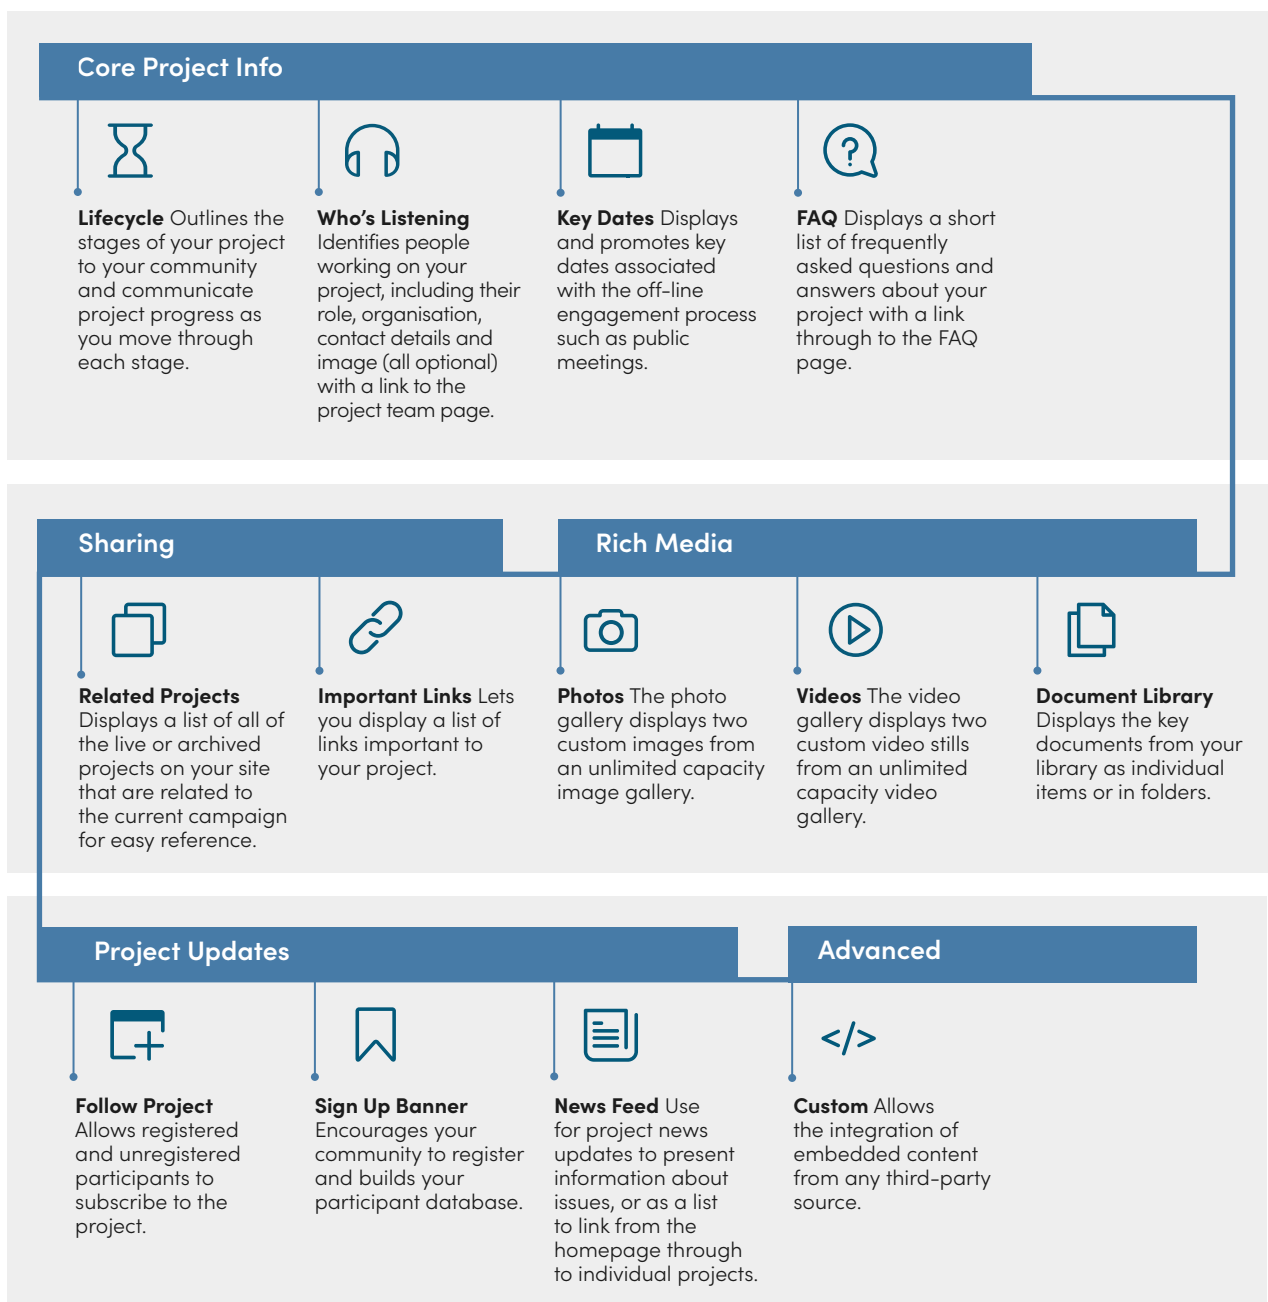 Core Project Info
Lifecycle Outlines the
stages of your project
to your community
and communicate
project progress as
you move through
each stage.
Who's Listening
Identifies people
working on your
project, including their
role, organisation,
contact details and
image (all optional)
with a link to the
project team page.
Key Dates Displays
and promotes key
dates associated
with the off-line
engagement process
such as public
meetings.
FAQ Displays a short
list of frequently
asked questions and
answers about your
project with a link
through to the FAQ
page.
Sharing
Related Projects
Displays a list of all of
the live or archived
projects on your site
that are related to
the current campaign
for easy reference.
Important Links Lets
you display a list of
links important to
your project.
Rich Media
Photos The photo
gallery displays two
custom images from
an unlimited capacity
image gallery.
Videos The video
gallery displays two
custom video stills
from an unlimited
capacity video
gallery.
Document Library
Displays the key
documents from your
library as individual
items or in folders.
Project Updates
Follow Project
Allows registered
and unregistered
participants to
subscribe to the
project.
Sign Up Banner
Encourages your
community to register
and builds your
participant database.
News Feed Use
for project news
updates to present
information about
issues, or as a list
to link from the
homepage through
to individual projects.
Advanced
</>
Custom Allows
the integration of
embedded content
from any third-party
source.